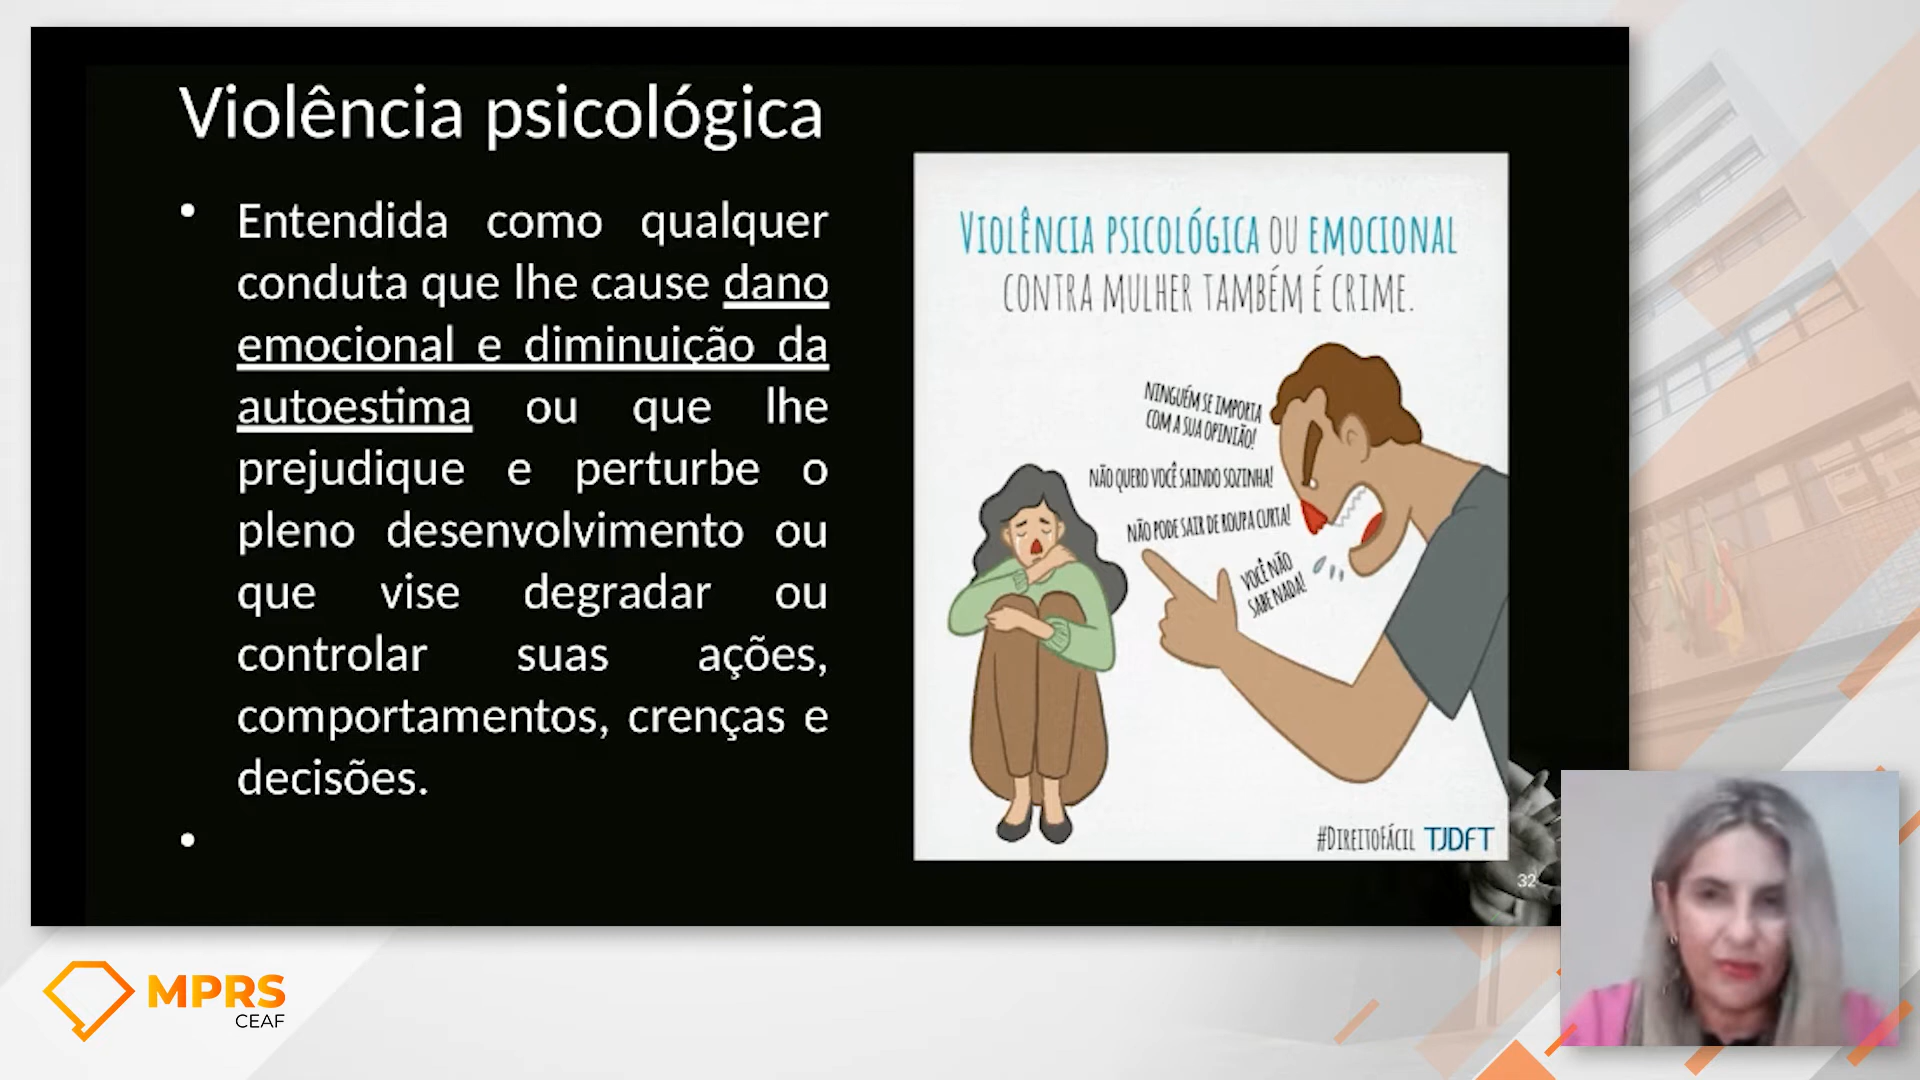 Violência psicológica
• Entendida como qualquer
conduta que lhe cause dano
emocional e diminuição da
autoestima ou que lhe
prejudique e perturbe o
pleno desenvolvimento ou
que vise degradar ou
controlar suas ações,
comportamentos, crenças e
decisões.
•
VIOLÊNCIA PSICOLÓGICA OU EMOCIONAL
CONTRA MULHER TAMBÉM É CRIME.
NINGUÉM SE IMPORTA
COM A SUA OPINIÃO!
NÃO QUERO VOCÊ SAINDO SOZINHA!
NÃO PODE SAIR DE ROUPA CURTA!
VOCÊ NÃO
SABE NADA!
#DIREITOFÁCIL TJDFT
32
MPRS
CEAF